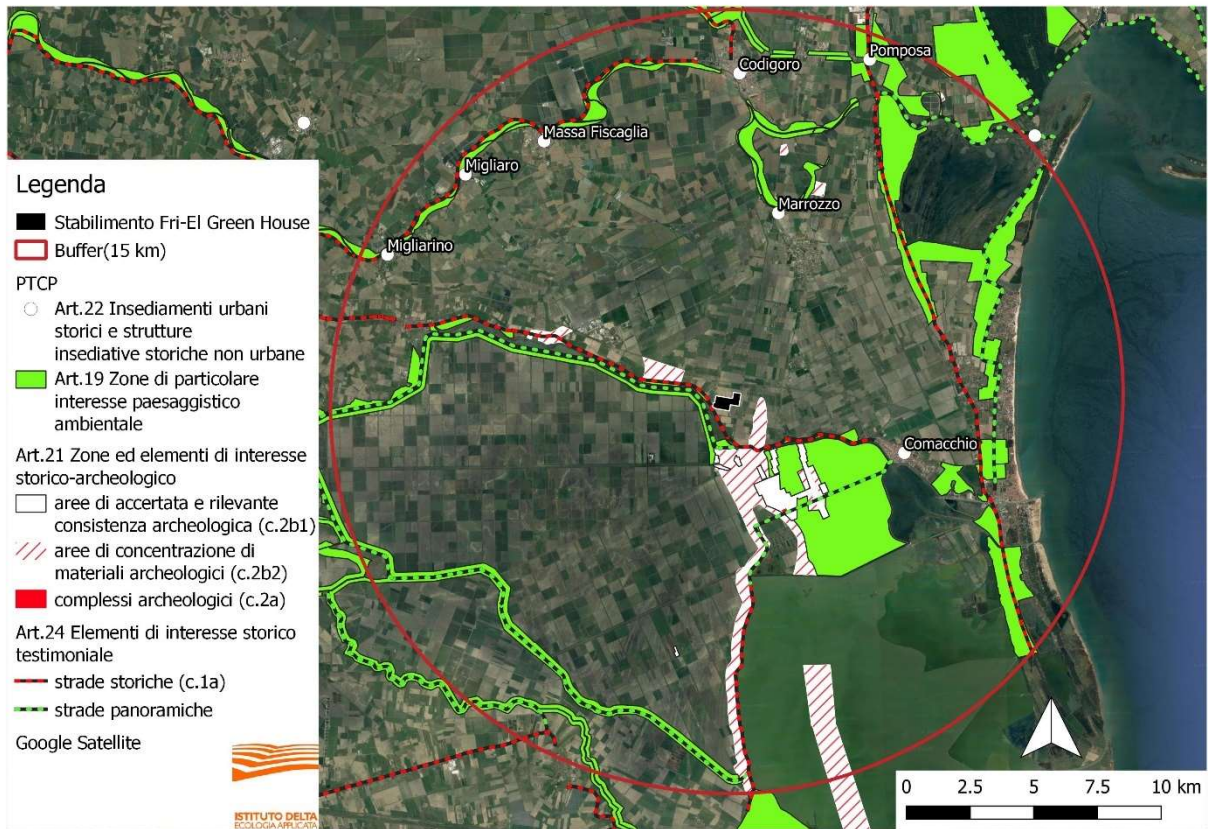 Pomposa
Codigoro
Massa Fiscaglia
Migliaro
Marrozzo
Migliarino
Comacchio
Legenda
Stabilimento Fri-El Green House
Buffer(15 km)
PTCP
Art.22 Insediamenti urbani
storici e strutture
insediative storiche non urbane
Art.19 Zone di particolare
interesse paesaggistico
ambientale
Art.21 Zone ed elementi di interesse
storico-archeologico
aree di accertata e rilevante
consistenza archeologica (c.2b1)
aree di concentrazione di
materiali archeologici (c.2b2)
complessi archeologici (c.2a)
Art.24 Elementi di interesse storico
testimoniale
strade storiche (c.1a)
strade panoramiche
Google Satellite
ISTITUTO DELTA
ECOLOGIA APPLICATA
0 2.5 5 7.5 10 km